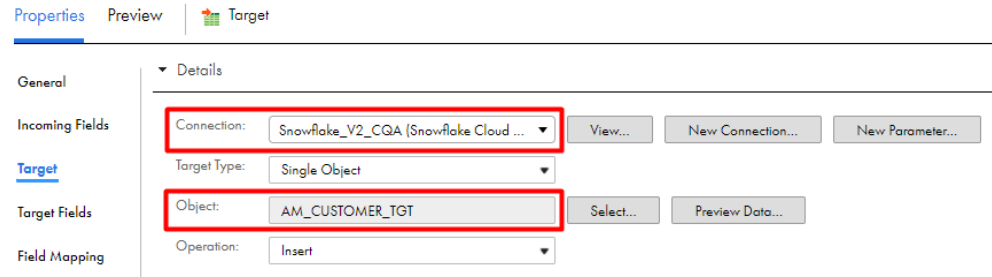 Properties Preview Target
Details
General
Connection: Snowflake_V2_CQA (Snowflake Cloud ... View... New Connection... New Parameter...
Incoming Fields
Target Type: Single Object
Target
Object: AM_CUSTOMER_TGT Select... Preview Data...
Target Fields
Operation: Insert
Field Mapping